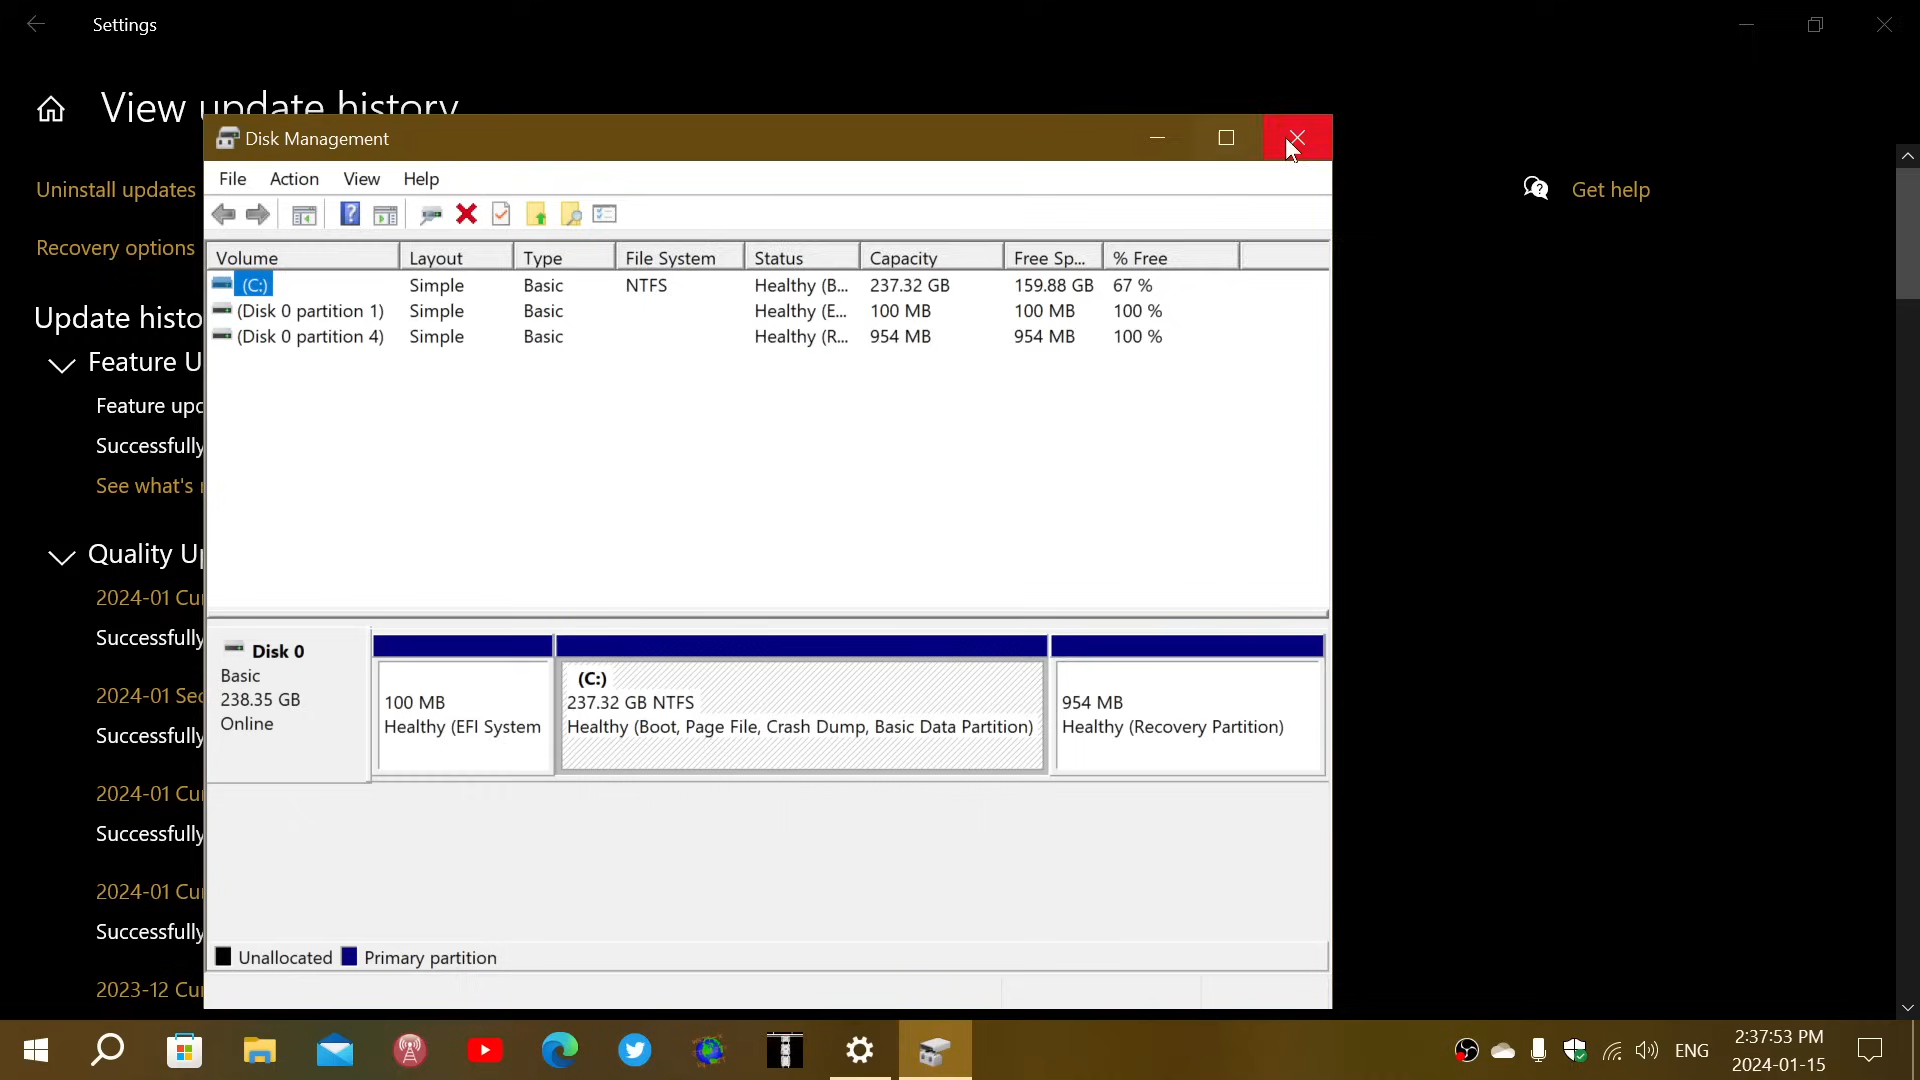 Settings
View update history
Disk Management
File Action View Help
Uninstall updates
Get help
Recovery options
Volume Layout Type File System Status Capacity Free Sp... % Free
(C:) Simple Basic NTFS Healthy (B... 237.32 GB 159.88 GB 67 %
(Disk 0 partition 1) Simple Basic Healthy (E... 100 MB 100 MB 100 %
(Disk 0 partition 4) Simple Basic Healthy (R... 954 MB 954 MB 100 %
Update histo
Feature U
Feature upd
Successfully
See what's
Quality Up
2024-01 Cu
Successfully
2024-01 Sec
Successfully
2024-01 Cu
Successfully
2024-01 Cu
Successfully
2023-12 Cu
Disk 0
Basic
238.35 GB
Online
100 MB
Healthy (EFI System
(C:)
237.32 GB NTFS
Healthy (Boot, Page File, Crash Dump, Basic Data Partition)
954 MB
Healthy (Recovery Partition)
Unallocated Primary partition
ENG
2:37:53 PM
2024-01-15